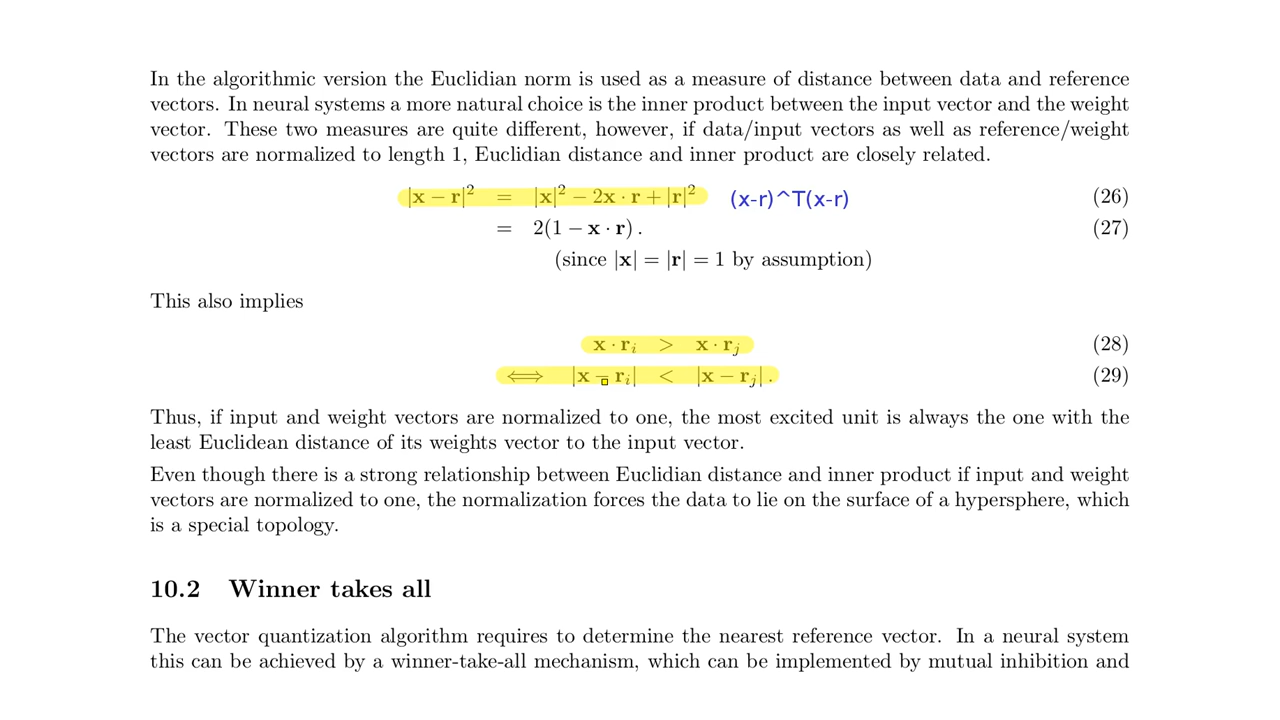 In the algorithmic version the Euclidian norm is used as a measure of distance between data and reference
vectors. In neural systems a more natural choice is the inner product between the input vector and the weight
vector. These two measures are quite different, however, if data/input vectors as well as reference/weight
vectors are normalized to length 1, Euclidian distance and inner product are closely related.
|x − r|² = |x|² − 2x · r + |r|² (x-r)^T(x-r) (26)
= 2(1 − x · r) . (27)
(since |x| = |r| = 1 by assumption)
This also implies
x · rᵢ > x · rⱼ (28)
⟺ |x − rᵢ| < |x − rⱼ| . (29)
Thus, if input and weight vectors are normalized to one, the most excited unit is always the one with the
least Euclidean distance of its weights vector to the input vector.
Even though there is a strong relationship between Euclidian distance and inner product if input and weight
vectors are normalized to one, the normalization forces the data to lie on the surface of a hypersphere, which
is a special topology.
10.2 Winner takes all
The vector quantization algorithm requires to determine the nearest reference vector. In a neural system
this can be achieved by a winner-take-all mechanism, which can be implemented by mutual inhibition and